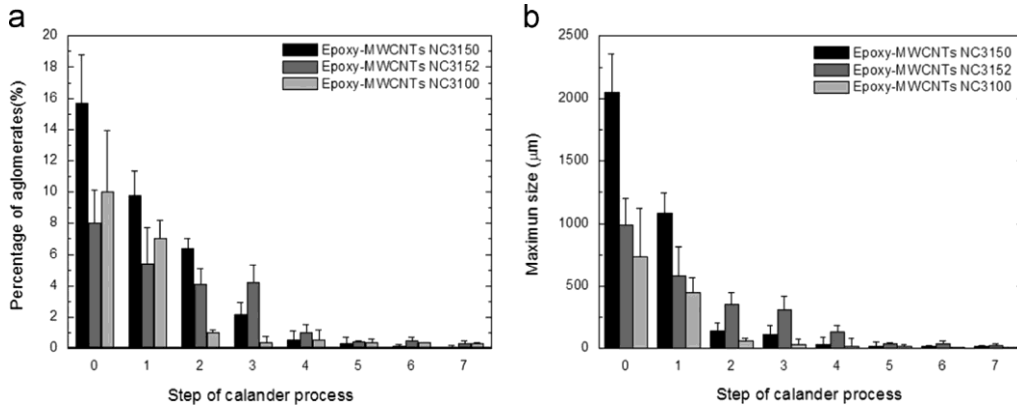 a
Percentage of aglomerates(%)
20
18
16
14
12
10
8
6
4
2
0
Epoxy-MWCNTs NC3150
Epoxy-MWCNTs NC3152
Epoxy-MWCNTs NC3100
0 1 2 3 4 5 6 7
Step of calander process
b
Maximun size (μm)
2500
2000
1500
1000
500
0
Epoxy-MWCNTs NC3150
Epoxy-MWCNTs NC3152
Epoxy-MWCNTs NC3100
0 1 2 3 4 5 6 7
Step of calander process